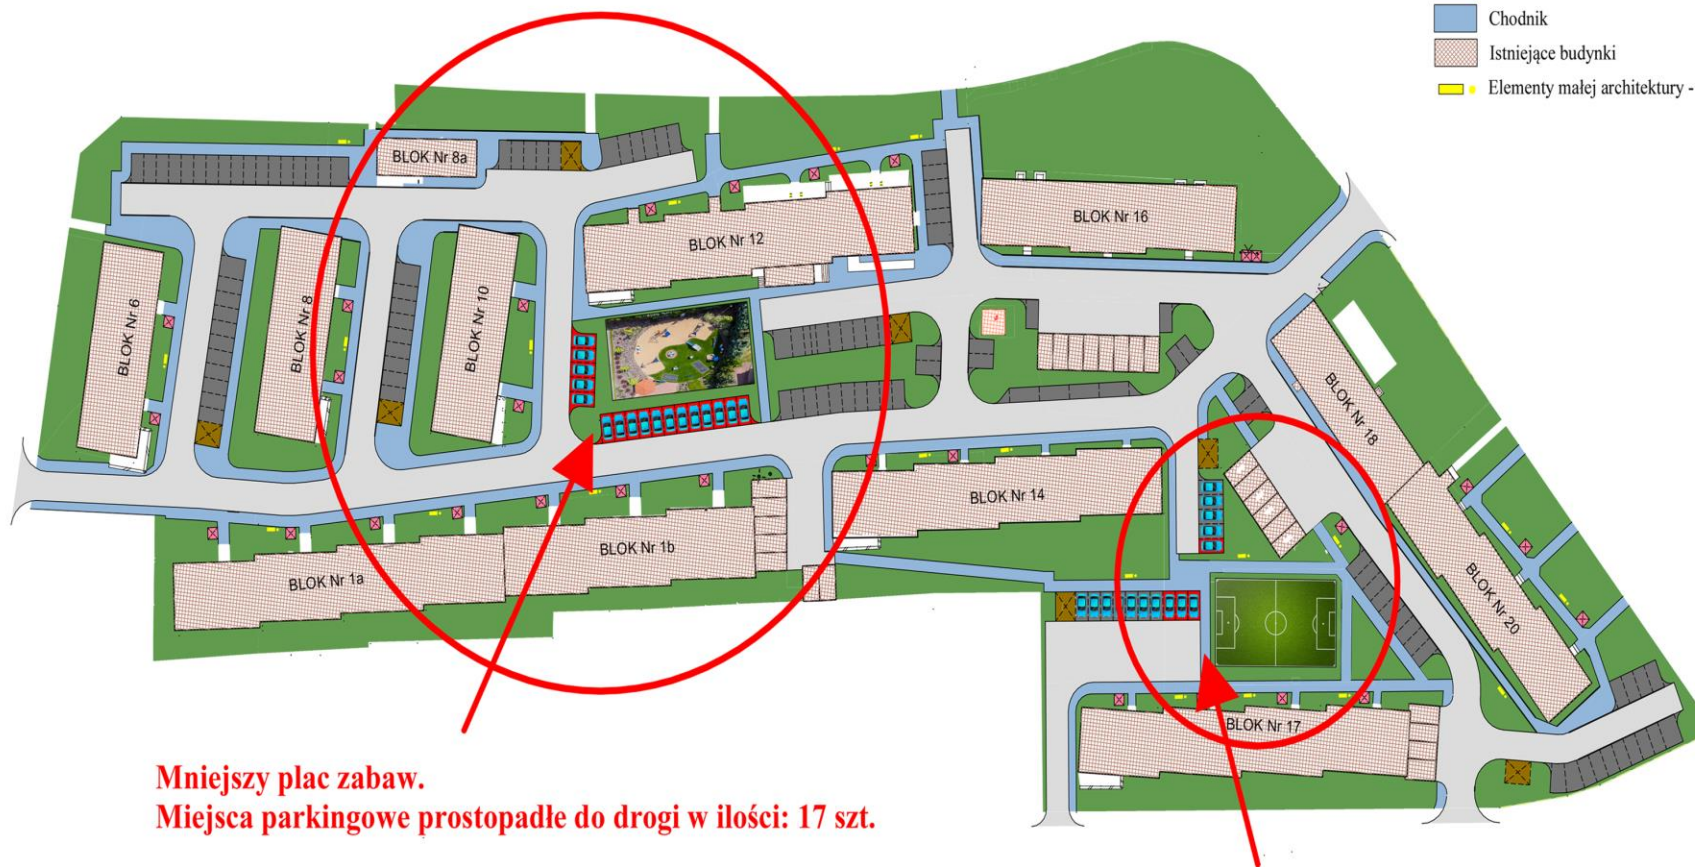 Chodnik
Istniejące budynki
Elementy małej architektury -
BLOK Nr 8a
BLOK Nr 16
BLOK Nr 12
BLOK Nr 6
BLOK Nr 8
BLOK Nr 10
BLOK Nr 18
BLOK Nr 14
BLOK Nr 1b
BLOK Nr 1a
BLOK Nr 20
BLOK Nr 17
Mniejszy plac zabaw.
Miejsca parkingowe prostopadłe do drogi w ilości: 17 szt.